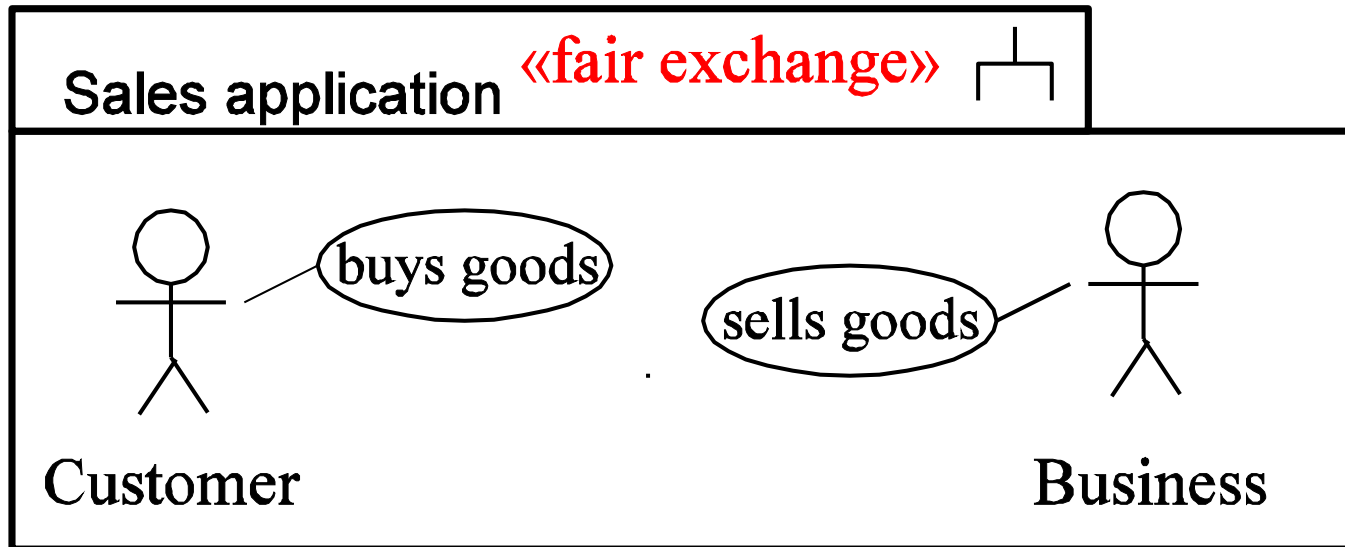 Sales application «fair exchange»
buys goods
sells goods
Customer
Business